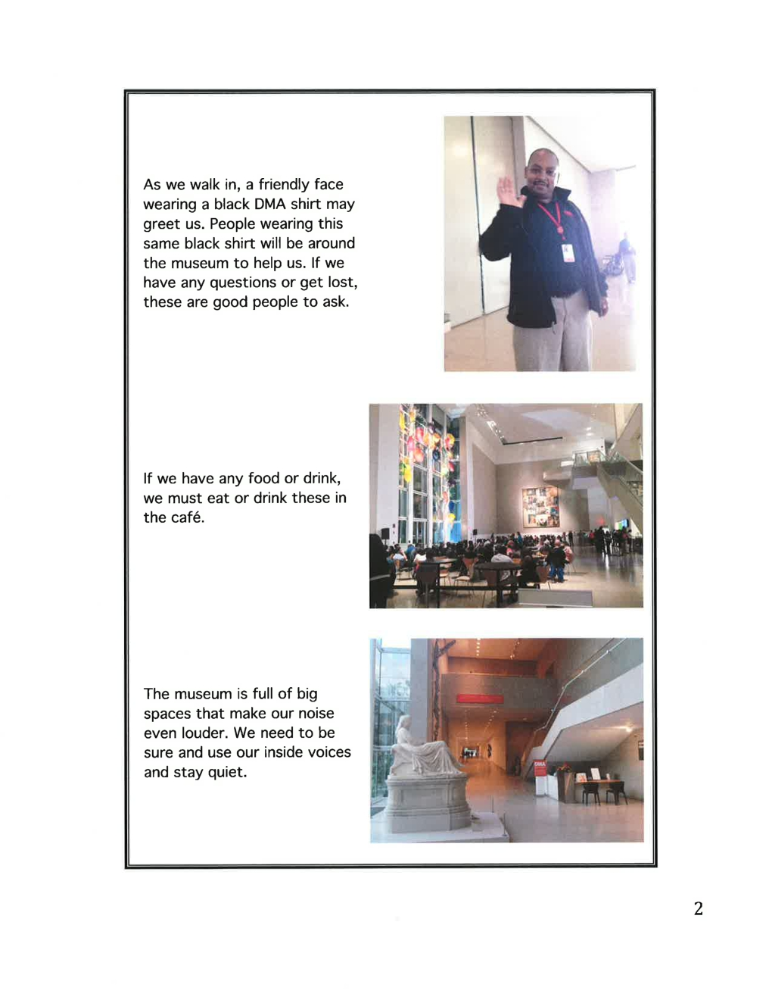 As we walk in, a friendly face
wearing a black DMA shirt may
greet us. People wearing this
same black shirt will be around
the museum to help us. If we
have any questions or get lost,
these are good people to ask.
If we have any food or drink,
we must eat or drink these in
the café.
The museum is full of big
spaces that make our noise
even louder. We need to be
sure and use our inside voices
and stay quiet.
2